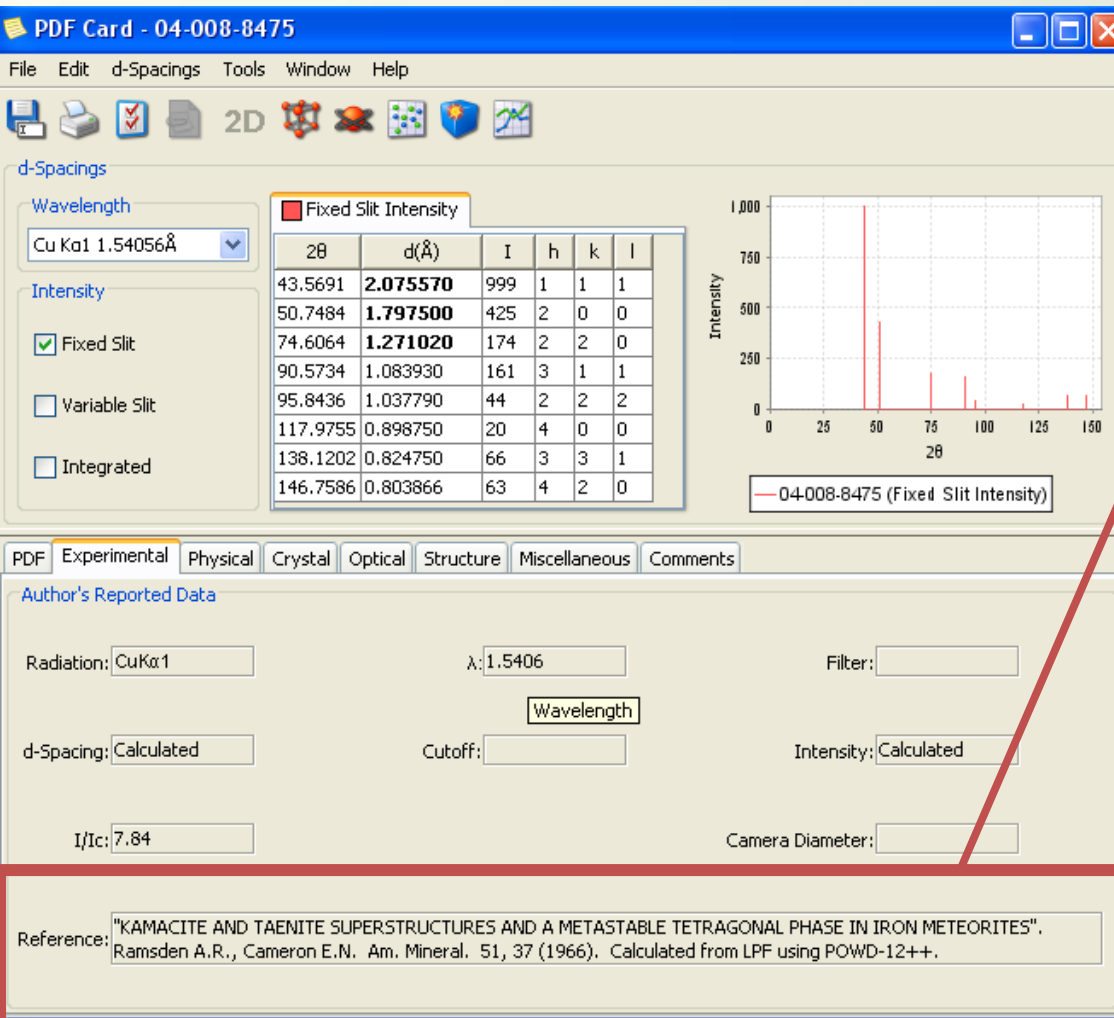 PDF Card - 04-008-8475
File Edit d-Spacings Tools Window Help
2D
d-Spacings
Wavelength
Cu Kα1 1.54056Å
Intensity
Fixed Slit
Variable Slit
Integrated
Fixed Slit Intensity
2θ d(Å) I h k l
43.5691 2.075570 999 1 1 1
50.7484 1.797500 425 2 0 0
74.6064 1.271020 174 2 2 0
90.5734 1.083930 161 3 1 1
95.8436 1.037790 44 2 2 2
117.9755 0.898750 20 4 0 0
138.1202 0.824750 66 3 3 1
146.7586 0.803866 63 4 2 0
Intensity
1,000
750
500
250
0
0 25 50 75 100 125 150
2θ
04-008-8475 (Fixed Slit Intensity)
PDF Experimental Physical Crystal Optical Structure Miscellaneous Comments
Author's Reported Data
Radiation: CuKα1 λ: 1.5406 Filter:
Wavelength
d-Spacing: Calculated Cutoff: Intensity: Calculated
I/Ic: 7.84 Camera Diameter:
Reference: "KAMACITE AND TAENITE SUPERSTRUCTURES AND A METASTABLE TETRAGONAL PHASE IN IRON METEORITES".
Ramsden A.R., Cameron E.N. Am. Mineral. 51, 37 (1966). Calculated from LPF using POWD-12++.